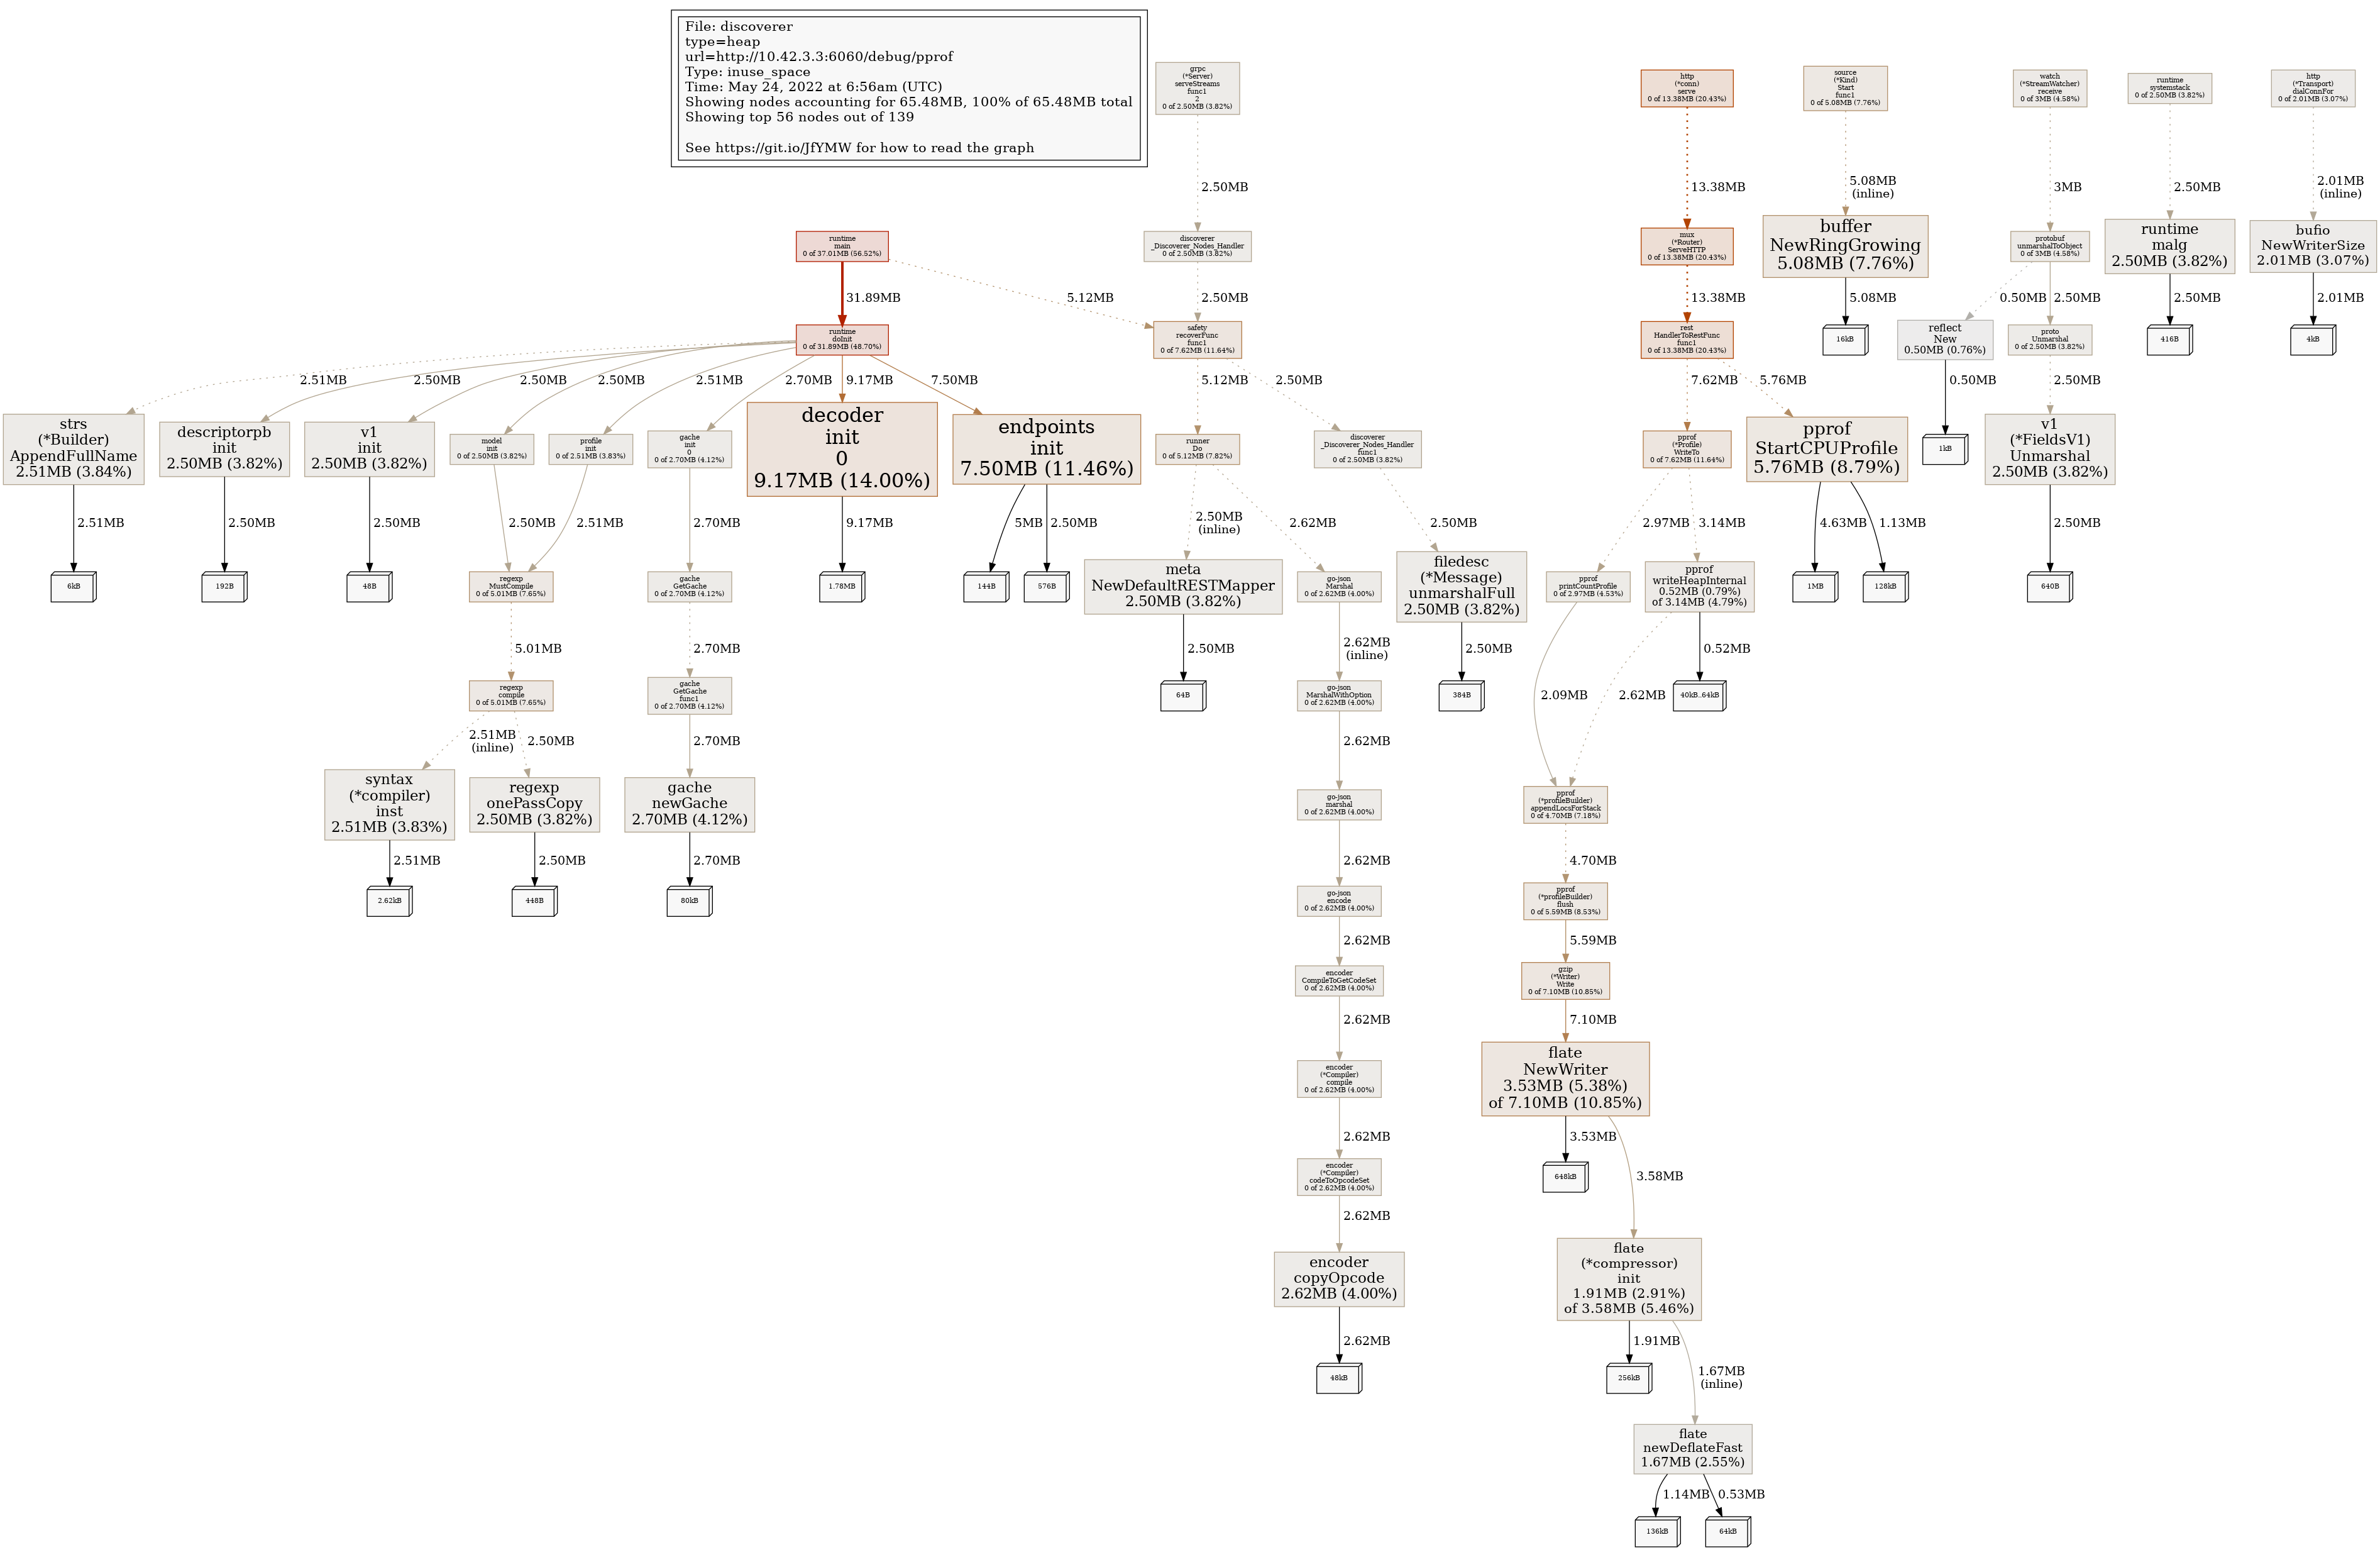 File: discoverer
type=heap
url=http://10.42.3.3:6060/debug/pprof
Type: inuse_space
Time: May 24, 2022 at 6:56am (UTC)
Showing nodes accounting for 65.48MB, 100% of 65.48MB total
Showing top 56 nodes out of 139
See https://git.io/JfYMW for how to read the graph
grpc
(*Server)
serveStreams
func1
2
0 of 2.50MB (3.82%)
http
(*conn)
serve
0 of 13.38MB (20.43%)
source
(*Kind)
Start
func1
0 of 5.08MB (7.76%)
watch
(*StreamWatcher)
receive
0 of 3MB (4.58%)
runtime
systemstack
0 of 2.50MB (3.82%)
http
(*Transport)
dialConnFor
0 of 2.01MB (3.07%)
2.50MB
13.38MB
5.08MB
(inline)
3MB
2.50MB
2.01MB
(inline)
runtime
main
0 of 37.01MB (56.52%)
discoverer
_Discoverer_Nodes_Handler
0 of 2.50MB (3.82%)
mux
(*Router)
ServeHTTP
0 of 13.38MB (20.43%)
buffer
NewRingGrowing
5.08MB (7.76%)
protobuf
unmarshalToObject
0 of 3MB (4.58%)
runtime
malg
2.50MB (3.82%)
bufio
NewWriterSize
2.01MB (3.07%)
31.89MB
5.12MB
2.50MB
13.38MB
5.08MB
0.50MB
2.50MB
2.50MB
2.01MB
runtime
doInit
0 of 31.89MB (48.70%)
safety
recoverFunc
func1
0 of 7.62MB (11.64%)
rest
HandlerToRestFunc
func1
0 of 13.38MB (20.43%)
16kB
reflect
New
0.50MB (0.76%)
proto
Unmarshal
0 of 2.50MB (3.82%)
416B
4kB
2.51MB
2.50MB
2.50MB
2.50MB
2.51MB
2.70MB
9.17MB
7.50MB
5.12MB
2.50MB
7.62MB
5.76MB
0.50MB
2.50MB
strs
(*Builder)
AppendFullName
2.51MB (3.84%)
descriptorpb
init
2.50MB (3.82%)
v1
init
2.50MB (3.82%)
model
init
0 of 2.50MB (3.82%)
profile
init
0 of 2.51MB (3.83%)
gache
init
0
0 of 2.70MB (4.12%)
decoder
init
0
9.17MB (14.00%)
endpoints
init
7.50MB (11.46%)
runner
Do
0 of 5.12MB (7.82%)
discoverer
_Discoverer_Nodes_Handler
func1
0 of 2.50MB (3.82%)
pprof
(*Profile)
WriteTo
0 of 7.62MB (11.64%)
pprof
StartCPUProfile
5.76MB (8.79%)
1kB
v1
(*FieldsV1)
Unmarshal
2.50MB (3.82%)
2.51MB
2.50MB
2.50MB
2.50MB
2.51MB
2.70MB
9.17MB
5MB
2.50MB
2.50MB
(inline)
2.62MB
2.50MB
2.97MB
3.14MB
4.63MB
1.13MB
2.50MB
6kB
192B
48B
regexp
MustCompile
0 of 5.01MB (7.65%)
gache
GetGache
0 of 2.70MB (4.12%)
1.78MB
144B
576B
meta
NewDefaultRESTMapper
2.50MB (3.82%)
go-json
Marshal
0 of 2.62MB (4.00%)
filedesc
(*Message)
unmarshalFull
2.50MB (3.82%)
pprof
printCountProfile
0 of 2.97MB (4.53%)
pprof
writeHeapInternal
0.52MB (0.79%)
of 3.14MB (4.79%)
1MB
128kB
640B
5.01MB
2.70MB
2.50MB
2.62MB
(inline)
2.50MB
2.09MB
2.62MB
0.52MB
regexp
compile
0 of 5.01MB (7.65%)
gache
GetGache
func1
0 of 2.70MB (4.12%)
64B
go-json
MarshalWithOption
0 of 2.62MB (4.00%)
384B
40kB..64kB
2.51MB
(inline)
2.50MB
2.70MB
2.62MB
syntax
(*compiler)
inst
2.51MB (3.83%)
regexp
onePassCopy
2.50MB (3.82%)
gache
newGache
2.70MB (4.12%)
go-json
marshal
0 of 2.62MB (4.00%)
pprof
(*profileBuilder)
appendLocsForStack
0 of 4.70MB (7.18%)
2.51MB
2.50MB
2.70MB
2.62MB
4.70MB
2.62kB
448B
80kB
go-json
encode
0 of 2.62MB (4.00%)
pprof
(*profileBuilder)
flush
0 of 5.59MB (8.53%)
2.62MB
5.59MB
encoder
CompileToGetCodeSet
0 of 2.62MB (4.00%)
gzip
(*Writer)
Write
0 of 7.10MB (10.85%)
2.62MB
7.10MB
encoder
(*Compiler)
compile
0 of 2.62MB (4.00%)
flate
NewWriter
3.53MB (5.38%)
of 7.10MB (10.85%)
2.62MB
3.53MB
3.58MB
encoder
(*Compiler)
codeToOpcodeSet
0 of 2.62MB (4.00%)
648kB
2.62MB
encoder
copyOpcode
2.62MB (4.00%)
flate
(*compressor)
init
1.91MB (2.91%)
of 3.58MB (5.46%)
2.62MB
1.91MB
1.67MB
(inline)
48kB
256kB
flate
newDeflateFast
1.67MB (2.55%)
1.14MB
0.53MB
136kB
64kB